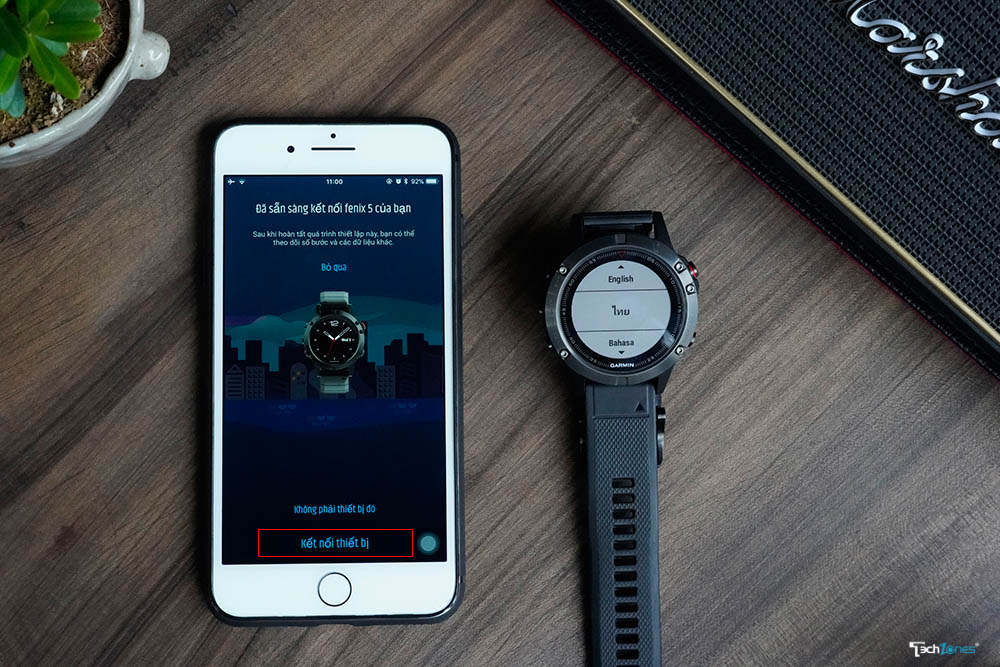 11:00
92%
Đã sẵn sàng kết nối fenix 5 của bạn
Sau khi hoàn tất quá trình thiết lập này, bạn có thể
theo dõi số bước và các dữ liệu khác.
Bỏ qua
12
Không phải thiết bị đó
Kết nối thiết bị
English
ไทย
Bahasa
GARMIN
TechZones